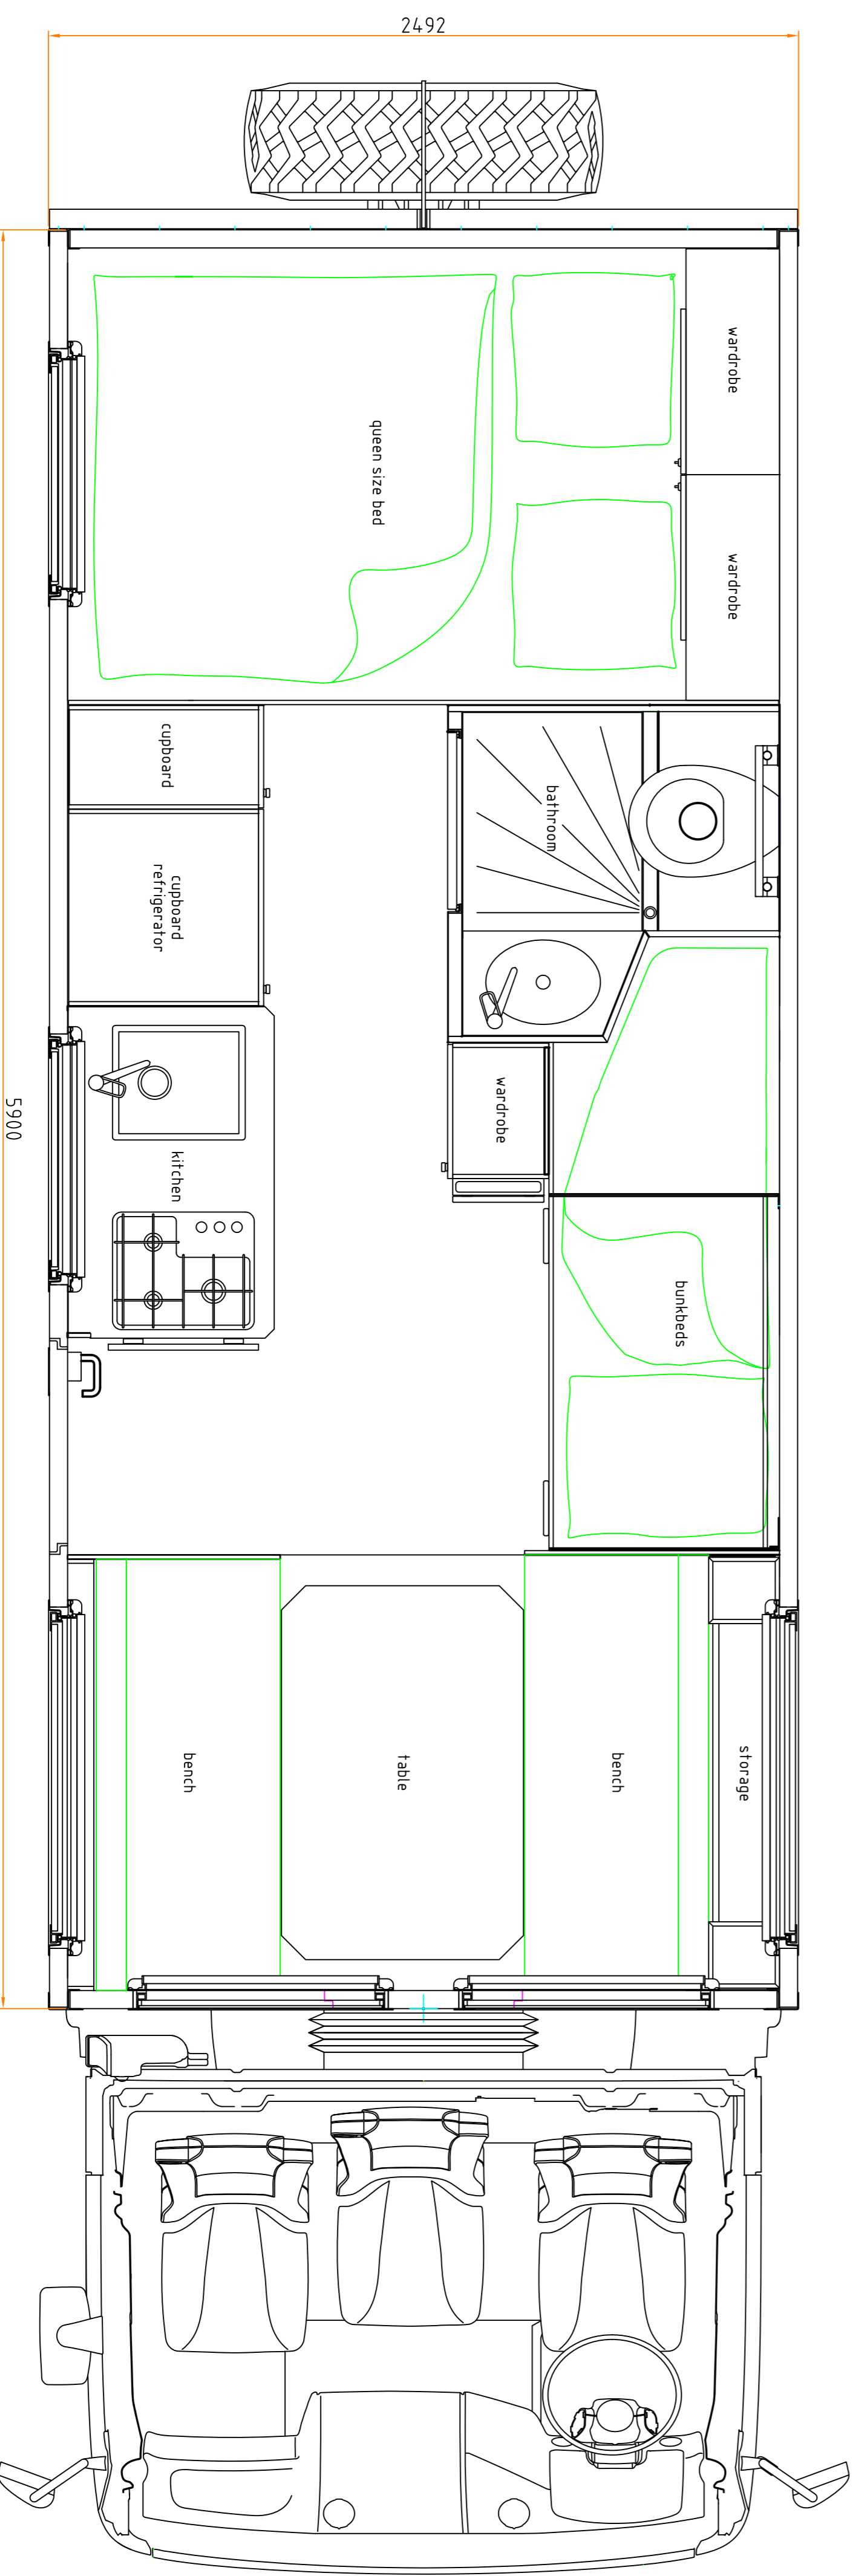 2492
wardrobe
wardrobe
queen size bed
cupboard
bathroom
cupboard
refrigerator
5900
wardrobe
kitchen
bunkbeds
bench
table
bench
storage